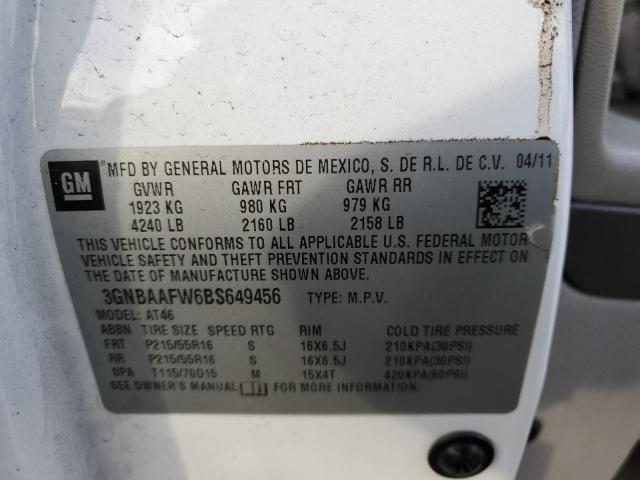 GM
MFD BY GENERAL MOTORS DE MEXICO, S. DE R.L. DE C.V. 04/11
GVWR GAWR FRT GAWR RR
1923 KG 980 KG 979 KG
4240 LB 2160 LB 2158 LB
THIS VEHICLE CONFORMS TO ALL APPLICABLE U.S. FEDERAL MOTOR
VEHICLE SAFETY AND THEFT PREVENTION STANDARDS IN EFFECT ON
THE DATE OF MANUFACTURE SHOWN ABOVE.
3GNBAAFW6BS649456 TYPE: M.P.V.
MODEL: AT46
ABBN TIRE SIZE SPEED RTG RIM COLD TIRE PRESSURE
FRT P215/55R16 S 16X6.5J 210KPA(30PSI)
RR P215/55R16 S 16X6.5J 210KPA(30PSI)
SPA T115/70D15 M 15X4T 420KPA(60PSI)
SEE OWNER'S MANUAL FOR MORE INFORMATION.